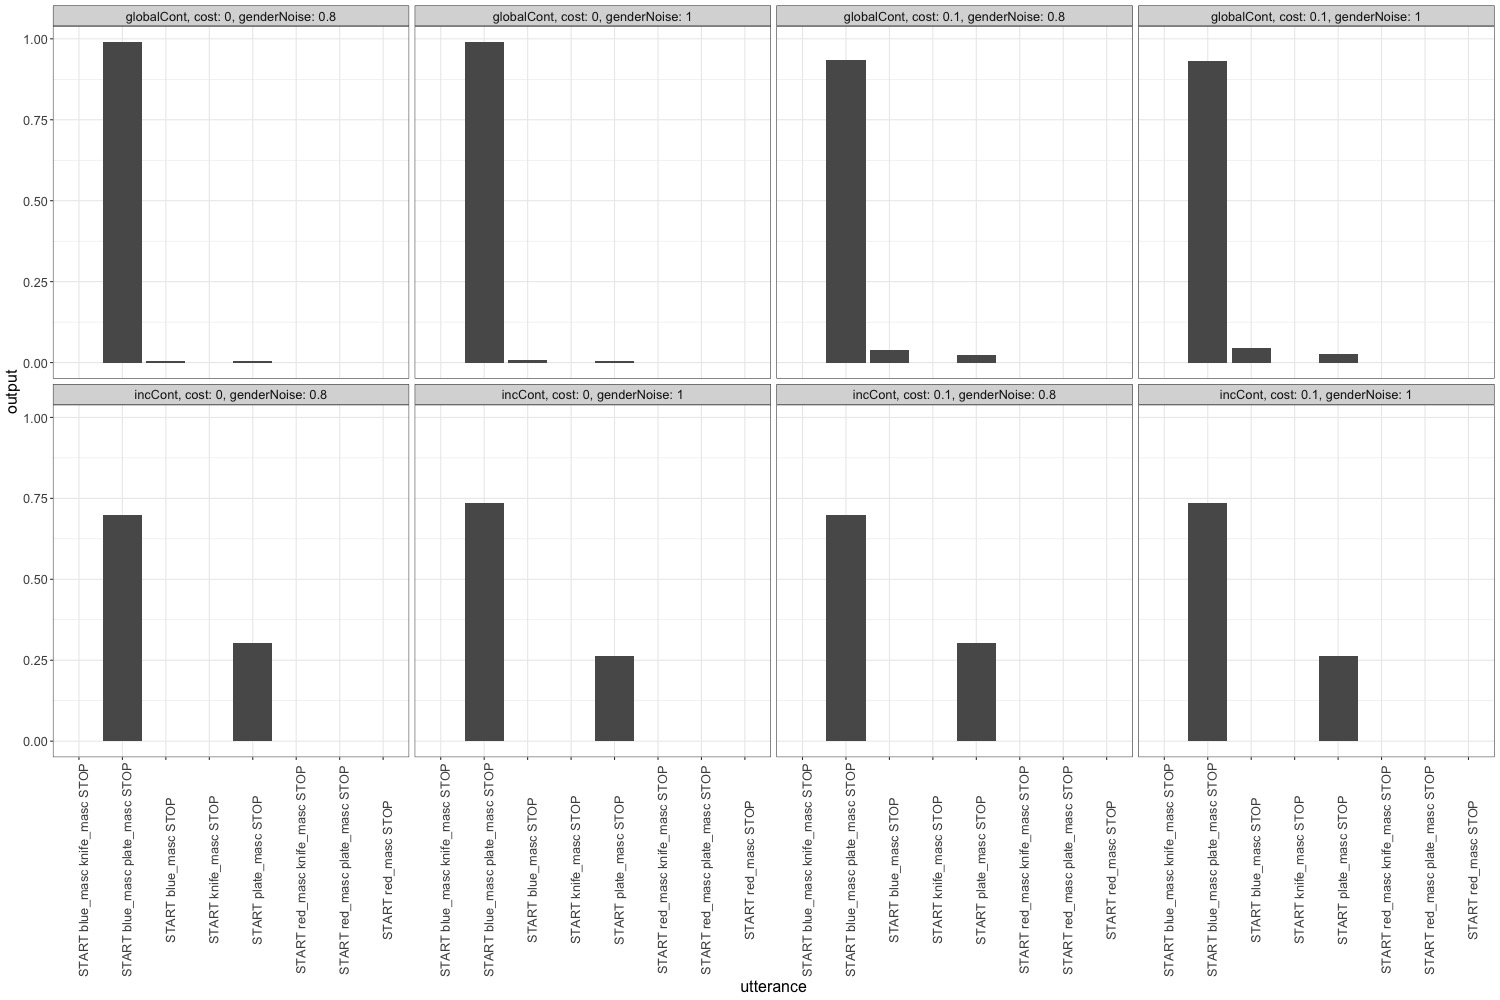 globalCont, cost: 0, genderNoise: 0.8
globalCont, cost: 0, genderNoise: 1
globalCont, cost: 0.1, genderNoise: 0.8
globalCont, cost: 0.1, genderNoise: 1
1.00
0.75
0.50
0.25
0.00
output
incCont, cost: 0, genderNoise: 0.8
incCont, cost: 0, genderNoise: 1
incCont, cost: 0.1, genderNoise: 0.8
incCont, cost: 0.1, genderNoise: 1
1.00
0.75
0.50
0.25
0.00
START blue_masc knife_masc STOP
START blue_masc plate_masc STOP
START blue_masc STOP
START knife_masc STOP
START plate_masc STOP
START red_masc knife_masc STOP
START red_masc plate_masc STOP
START red_masc STOP
START blue_masc knife_masc STOP
START blue_masc plate_masc STOP
START blue_masc STOP
START knife_masc STOP
START plate_masc STOP
START red_masc knife_masc STOP
START red_masc plate_masc STOP
START red_masc STOP
START blue_masc knife_masc STOP
START blue_masc plate_masc STOP
START blue_masc STOP
START knife_masc STOP
START plate_masc STOP
START red_masc knife_masc STOP
START red_masc plate_masc STOP
START red_masc STOP
START blue_masc knife_masc STOP
START blue_masc plate_masc STOP
START blue_masc STOP
START knife_masc STOP
START plate_masc STOP
START red_masc knife_masc STOP
START red_masc plate_masc STOP
START red_masc STOP
utterance